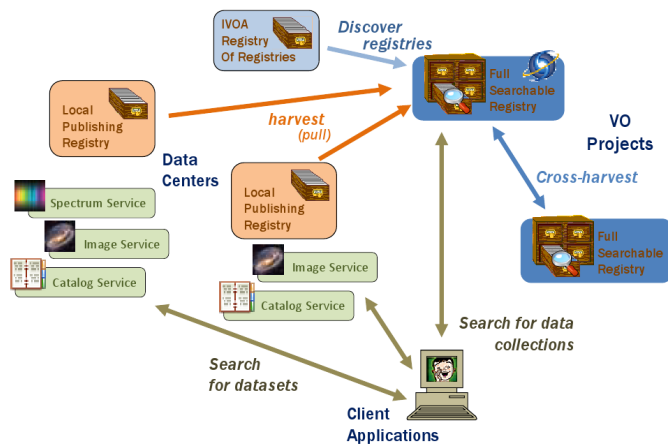 IVOA
Registry
Of Registries
Discover
registries
Full
Searchable
Registry
Local
Publishing
Registry
harvest
(pull)
VO
Projects
Data
Centers
Local
Publishing
Registry
Cross-harvest
Spectrum Service
Image Service
Catalog Service
Full
Searchable
Registry
Image Service
Catalog Service
Search for data
collections
Search
for datasets
Client
Applications